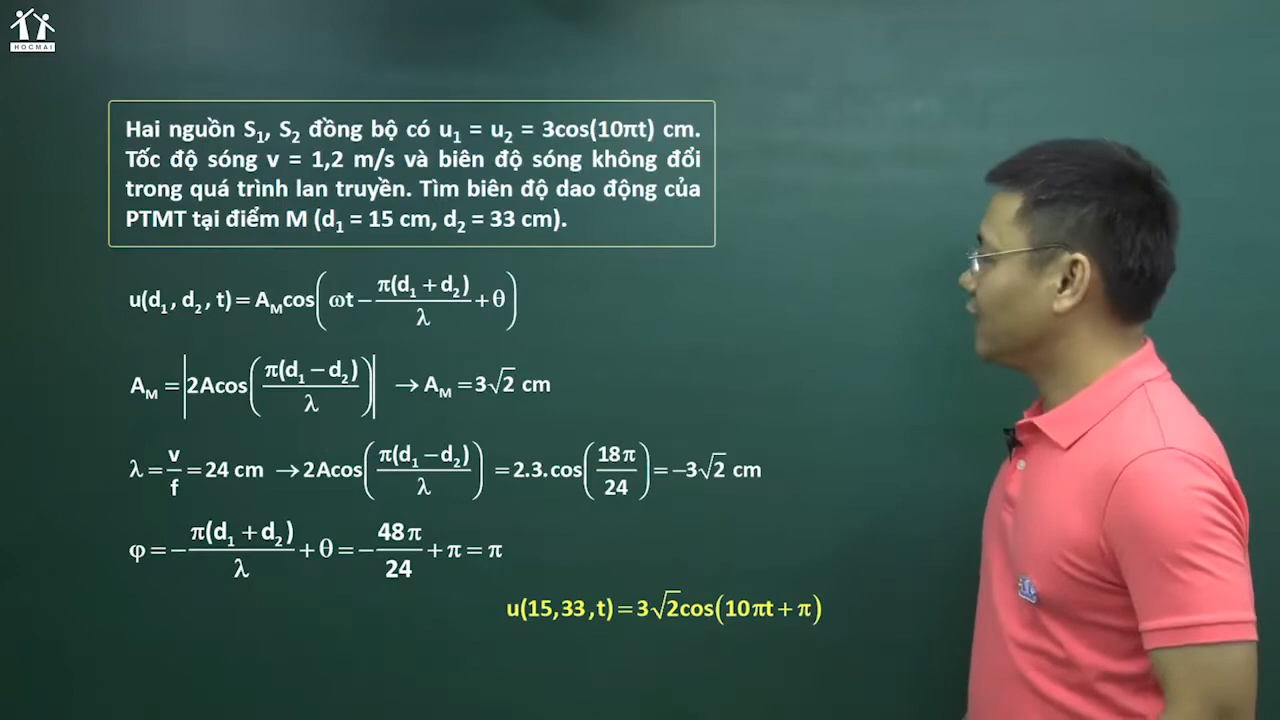 HOCMAI
Hai nguồn S₁, S₂ đồng bộ có u₁ = u₂ = 3cos(10πt) cm.
Tốc độ sóng v = 1,2 m/s và biên độ sóng không đổi
trong quá trình lan truyền. Tìm biên độ dao động của
PTMT tại điểm M (d₁ = 15 cm, d₂ = 33 cm).
u(d₁, d₂, t) = A_M cos(ωt − π(d₁ + d₂)/λ + θ)
A_M = |2Acos(π(d₁ − d₂)/λ)| → A_M = 3√2 cm
λ = v/f = 24 cm → 2Acos(π(d₁ − d₂)/λ) = 2.3.cos(18π/24) = −3√2 cm
φ = −π(d₁ + d₂)/λ + θ = −48π/24 + π = π
u(15,33,t) = 3√2cos(10πt + π)